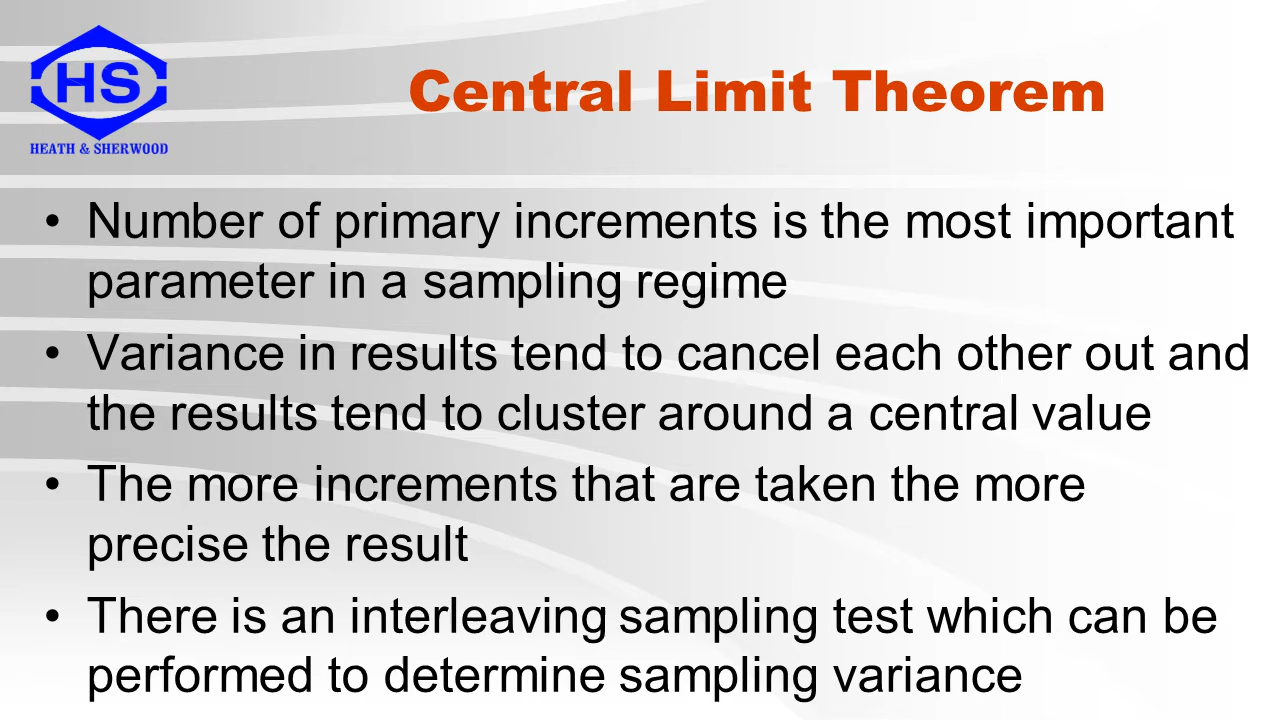 HS
HEATH & SHERWOOD
Central Limit Theorem
• Number of primary increments is the most important
parameter in a sampling regime
• Variance in results tend to cancel each other out and
the results tend to cluster around a central value
• The more increments that are taken the more
precise the result
• There is an interleaving sampling test which can be
performed to determine sampling variance